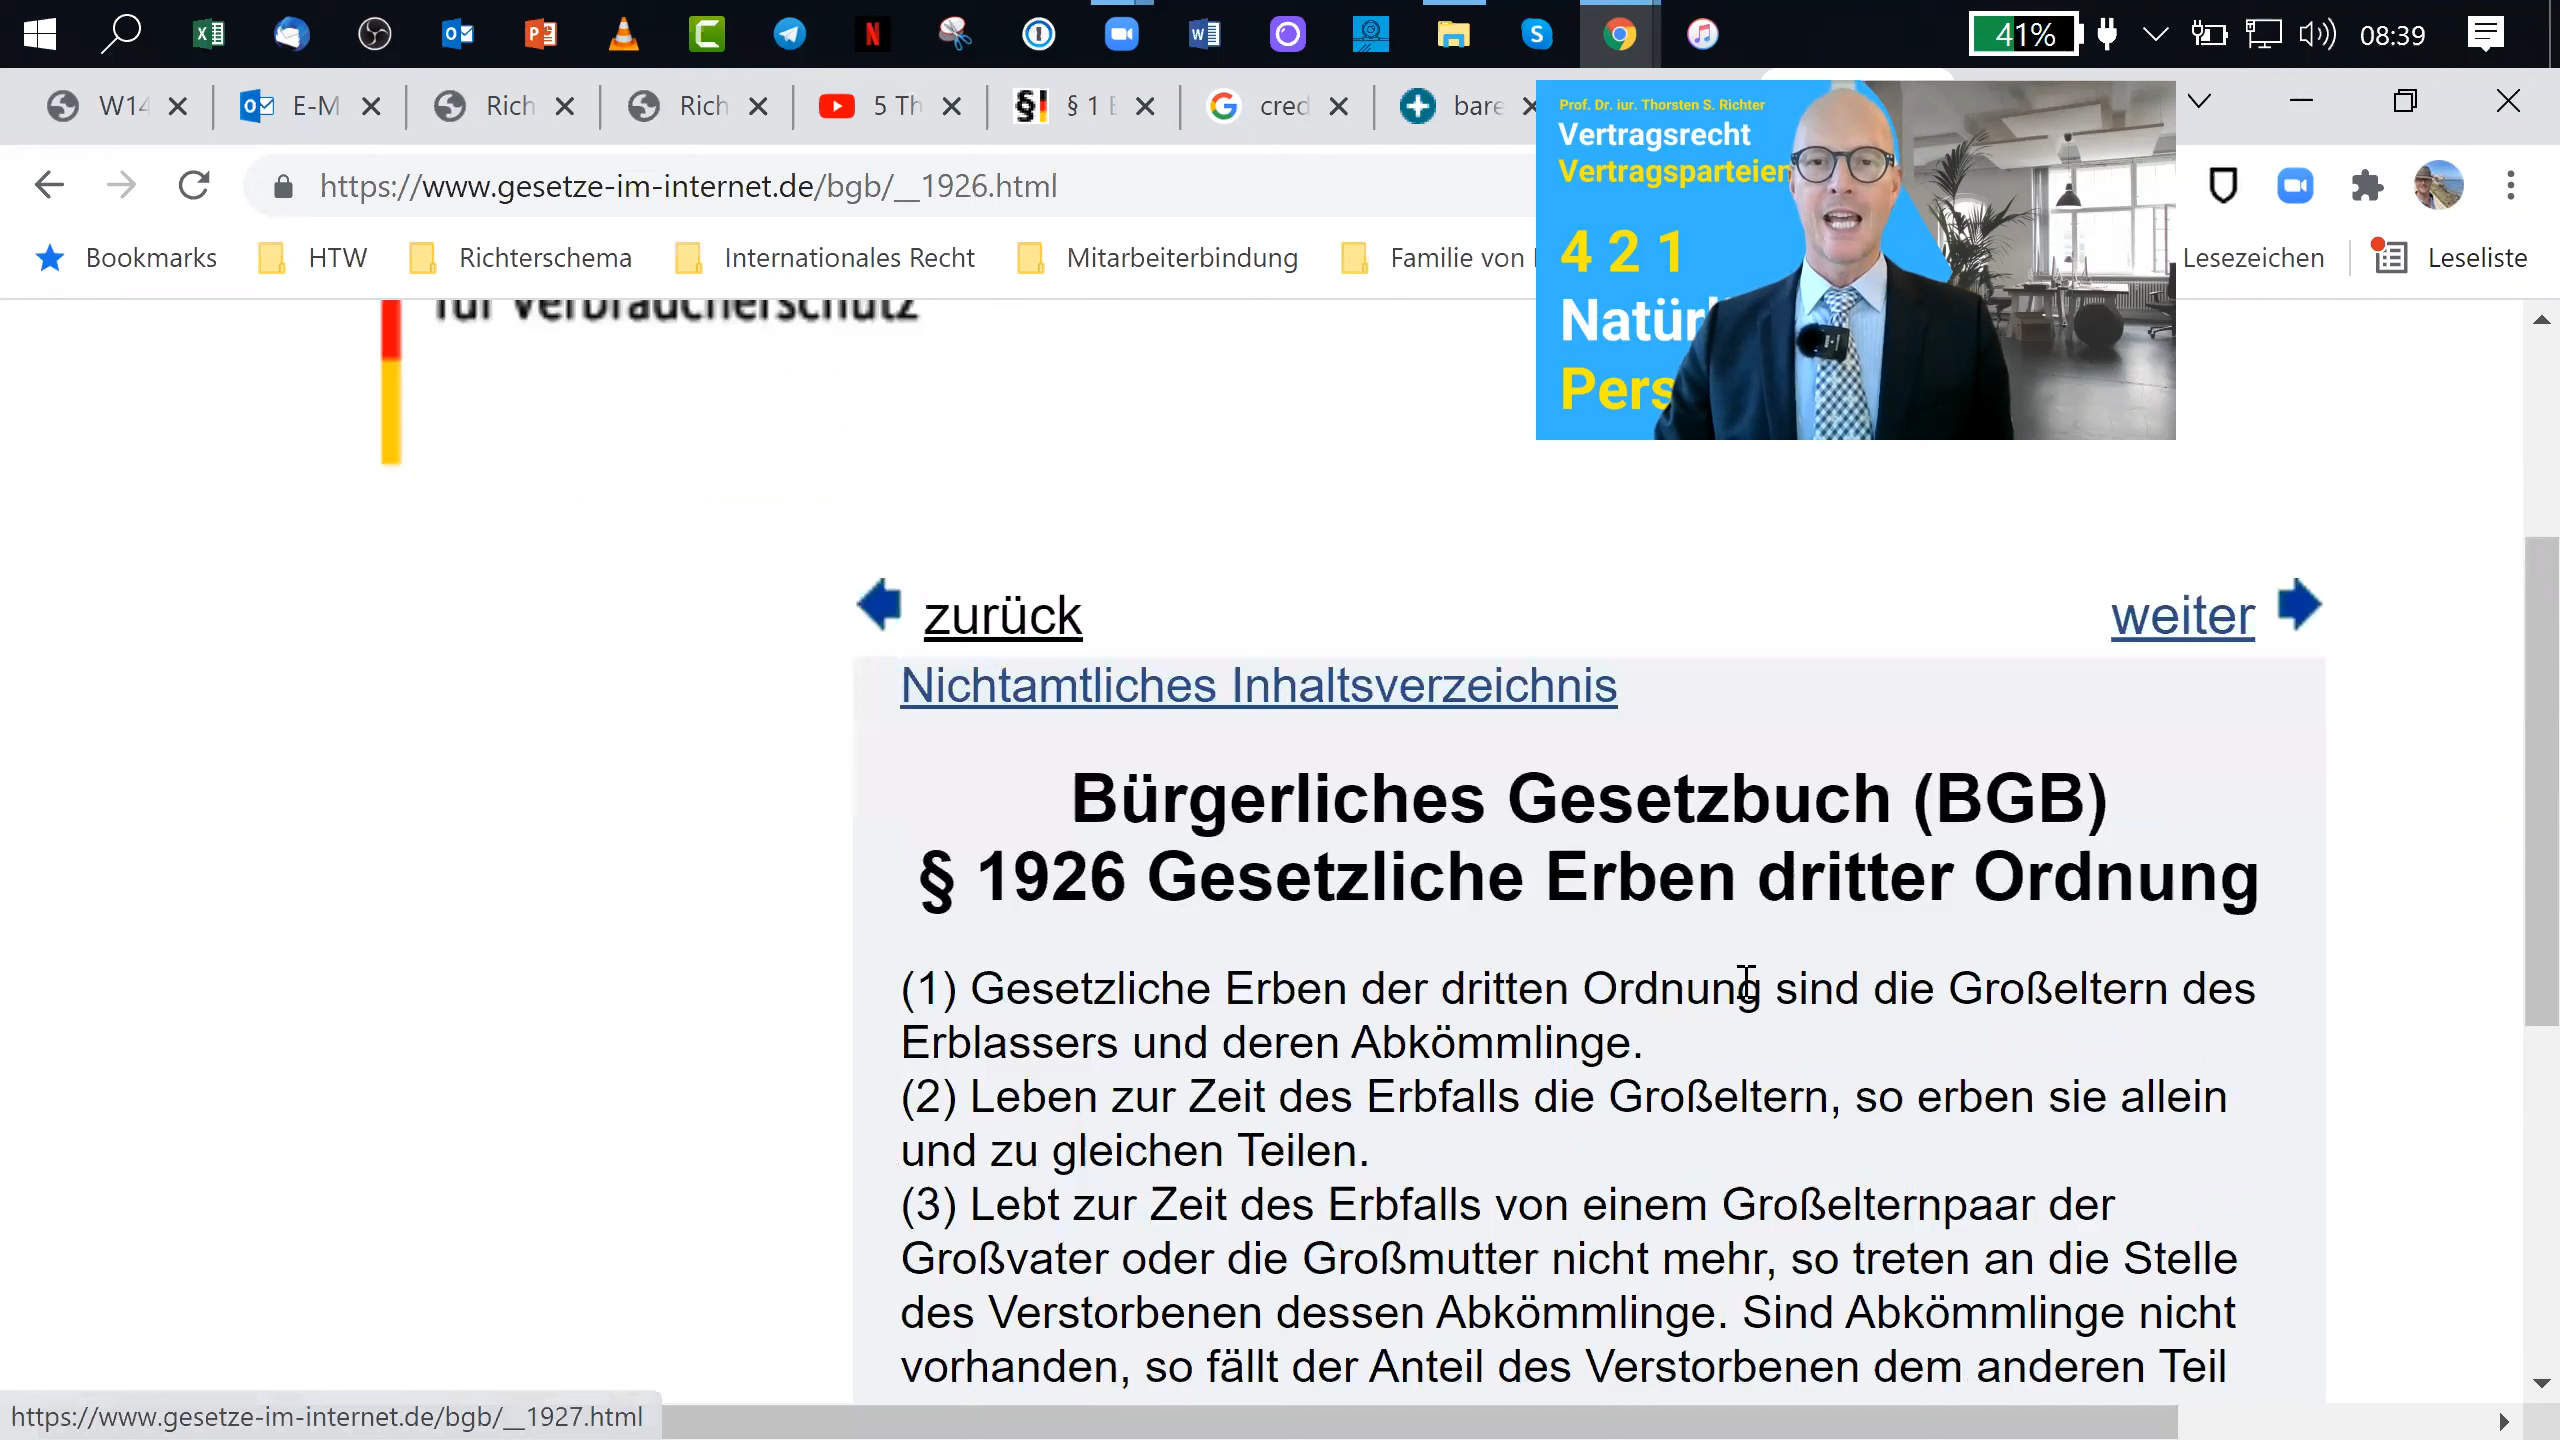 41%
08:39
W14
E-M
Rich
Rich
5 Th
§ 1 B
cred
bare
https://www.gesetze-im-internet.de/bgb/__1926.html
Bookmarks
HTW
Richterschema
Internationales Recht
Mitarbeiterbindung
Familie von
Lesezeichen
Leseliste
Prof. Dr. iur. Thorsten S. Richter
Vertragsrecht
Vertragsparteien
4 2 1
Natür
Pers
für Verbraucherschutz
zurück
weiter
Nichtamtliches Inhaltsverzeichnis
Bürgerliches Gesetzbuch (BGB)
§ 1926 Gesetzliche Erben dritter Ordnung
(1) Gesetzliche Erben der dritten Ordnung sind die Großeltern des
Erblassers und deren Abkömmlinge.
(2) Leben zur Zeit des Erbfalls die Großeltern, so erben sie allein
und zu gleichen Teilen.
(3) Lebt zur Zeit des Erbfalls von einem Großelternpaar der
Großvater oder die Großmutter nicht mehr, so treten an die Stelle
des Verstorbenen dessen Abkömmlinge. Sind Abkömmlinge nicht
vorhanden, so fällt der Anteil des Verstorbenen dem anderen Teil
https://www.gesetze-im-internet.de/bgb/__1927.html